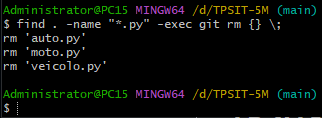 Administrator@PC15 MINGW64 /d/TPSIT-5M (main)
$ find . -name "*.py" -exec git rm {} \;
rm 'auto.py'
rm 'moto.py'
rm 'veicolo.py'
Administrator@PC15 MINGW64 /d/TPSIT-5M (main)
$